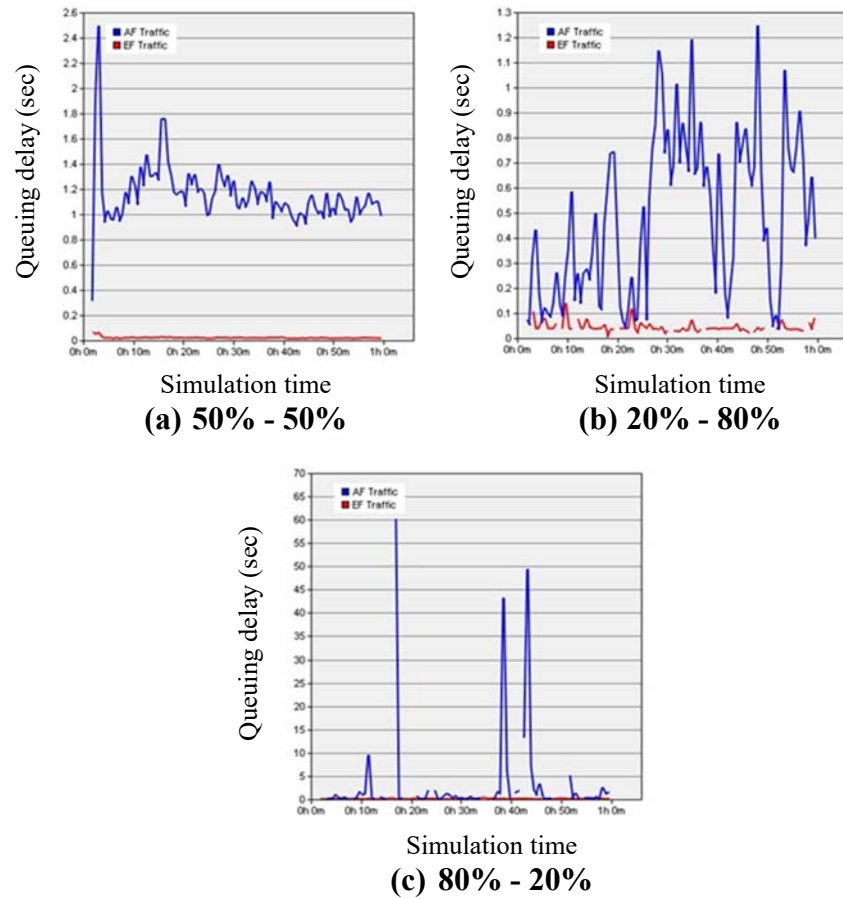 2.6
2.4
2.2
2
1.8
1.6
1.4
1.2
1
0.8
0.6
0.4
0.2
0
AF Traffic
EF Traffic
Queuing delay (sec)
0h 0m 0h 10m 0h 20m 0h 30m 0h 40m 0h 50m 1h 0m
Simulation time
(a) 50% - 50%
1.3
1.2
1.1
1
0.9
0.8
0.7
0.6
0.5
0.4
0.3
0.2
0.1
0
AF Traffic
EF Traffic
Queuing delay (sec)
0h 0m 0h 10m 0h 20m 0h 30m 0h 40m 0h 50m 1h 0m
Simulation time
(b) 20% - 80%
70
65
60
55
50
45
40
35
30
25
20
15
10
5
0
AF Traffic
EF Traffic
Queuing delay (sec)
0h 0m 0h 10m 0h 20m 0h 30m 0h 40m 0h 50m 1h 0m
Simulation time
(c) 80% - 20%